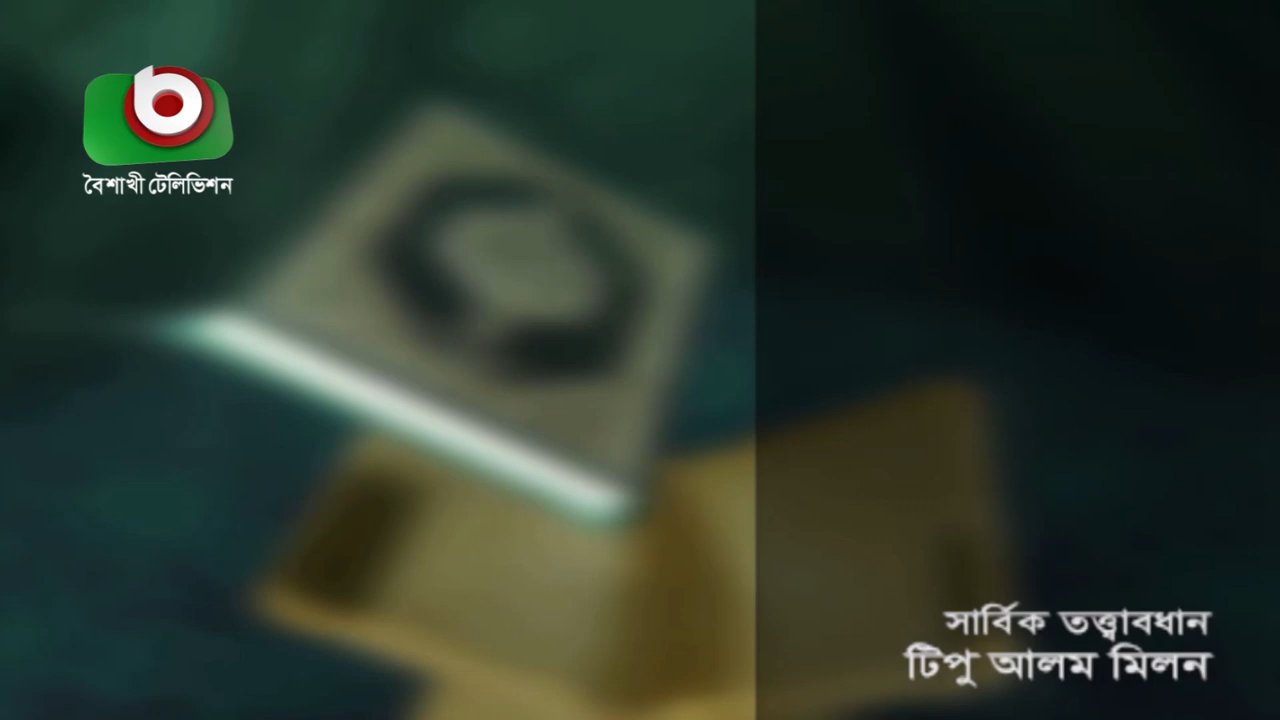 বৈশাখী টেলিভিশন
সার্বিক তত্ত্বাবধান
টিপু আলম মিলন